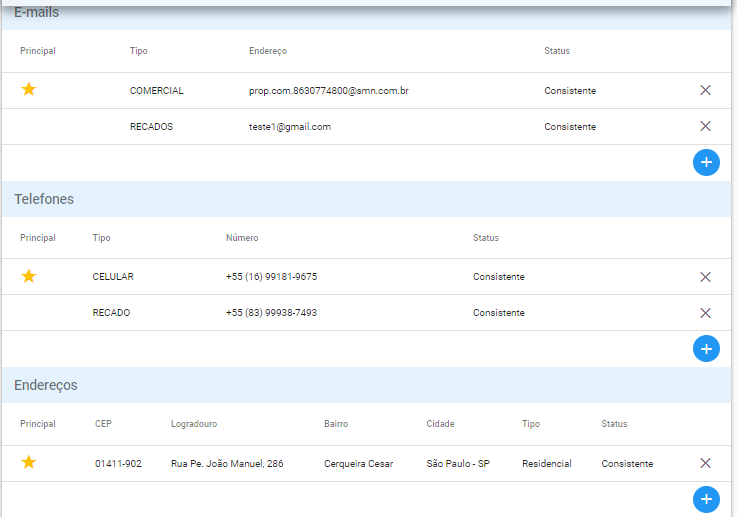 E-mails
Principal Tipo Endereço Status
COMERCIAL prop.com.8630774800@smn.com.br Consistente
RECADOS teste1@gmail.com Consistente
Telefones
Principal Tipo Número Status
CELULAR +55 (16) 99181-9675 Consistente
RECADO +55 (83) 99938-7493 Consistente
Endereços
Principal CEP Logradouro Bairro Cidade Tipo Status
01411-902 Rua Pe. João Manuel, 286 Cerqueira Cesar São Paulo - SP Residencial Consistente